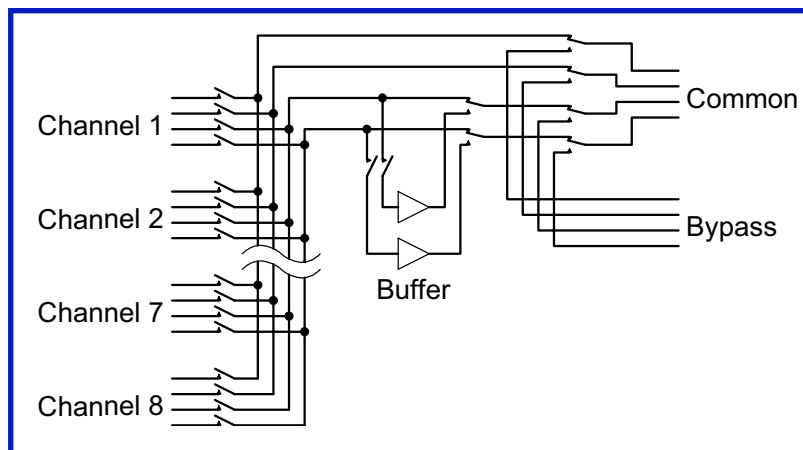 Channel 1
Common
Channel 2
Bypass
Buffer
Channel 7
Channel 8